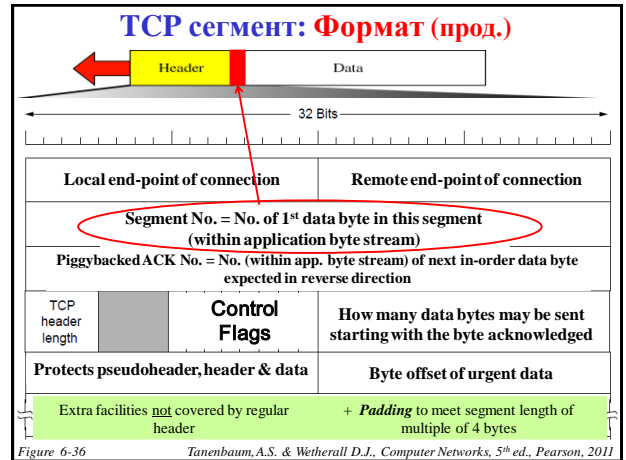 TCP сегмент: Формат (прод.)
Header Data
32 Bits
Local end-point of connection Remote end-point of connection
Segment No. = No. of 1st data byte in this segment
(within application byte stream)
Piggybacked ACK No. = No. (within app. byte stream) of next in-order data byte
expected in reverse direction
TCP
header
length
Control
Flags
How many data bytes may be sent
starting with the byte acknowledged
Protects pseudoheader, header & data Byte offset of urgent data
Extra facilities not covered by regular
header
+ Padding to meet segment length of
multiple of 4 bytes
Figure 6-36 Tanenbaum, A.S. & Wetherall D.J., Computer Networks, 5th ed., Pearson, 2011